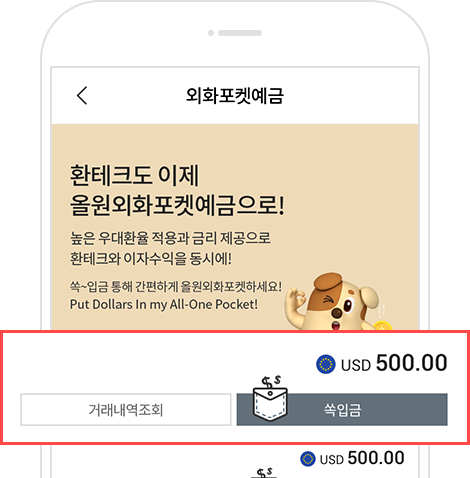 외화포켓예금
환테크도 이제
올원외화포켓예금으로!
높은 우대환율 적용과 금리 제공으로
환테크와 이자수익을 동시에!
쏙~입금 통해 간편하게 올원외화포켓하세요!
Put Dollars In my All-One Pocket!
USD 500.00
$ $
거래내역조회
쏙입금
USD 500.00
$ $